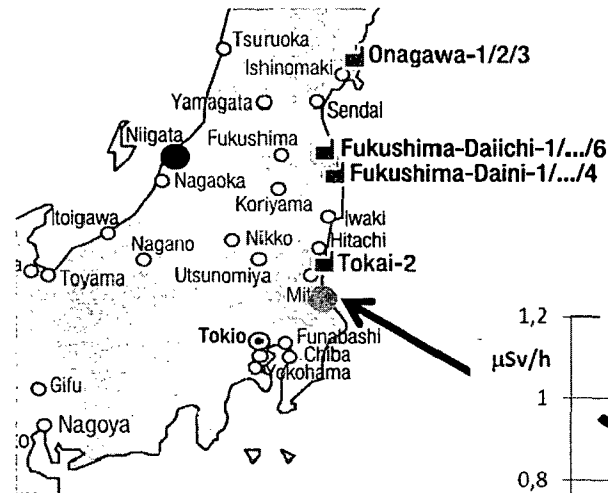 Tsuruoka
Onagawa-1/2/3
Ishinomaki
Yamagata
Sendai
Niigata
Fukushima
Fukushima-Daiichi-1/.../6
Nagaoka
Fukushima-Daini-1/.../4
Koriyama
Itoigawa
Iwaki
Nagano
Nikko
Hitachi
Toyama
Utsunomiya
Tokai-2
Mit
1,2
Tokio
Funabashi
µSv/h
Chiba
Yokohama
Gifu
1
Nagoya
0,8